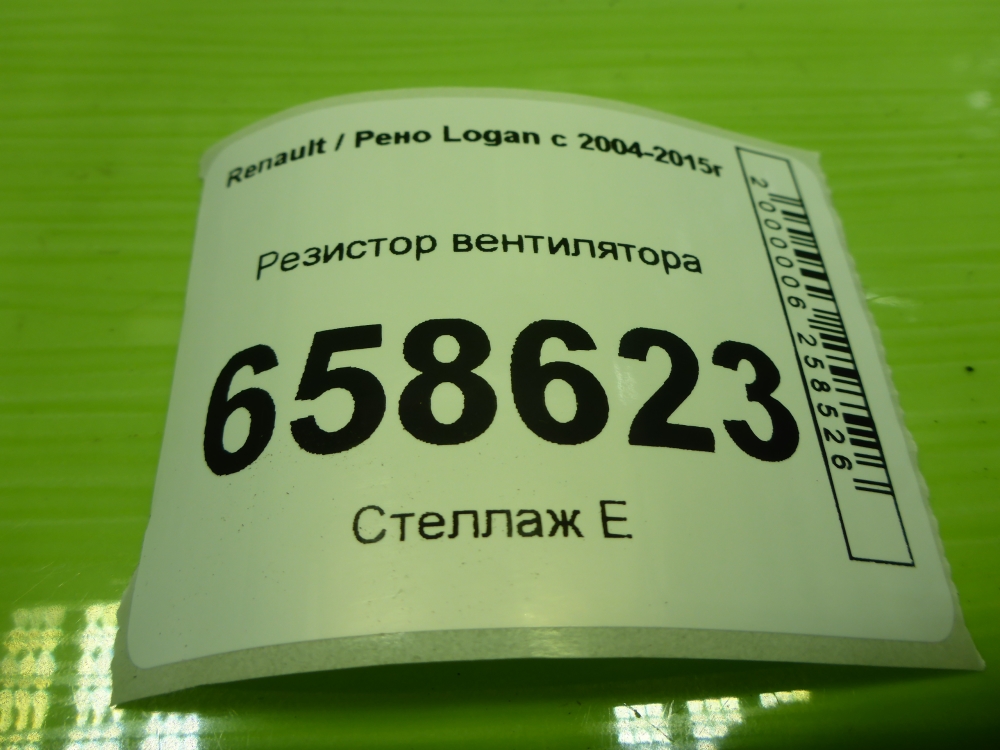 Renault / Рено Logan с 2004-2015г
Резистор вентилятора
658623
Стеллаж Е
2000006258526